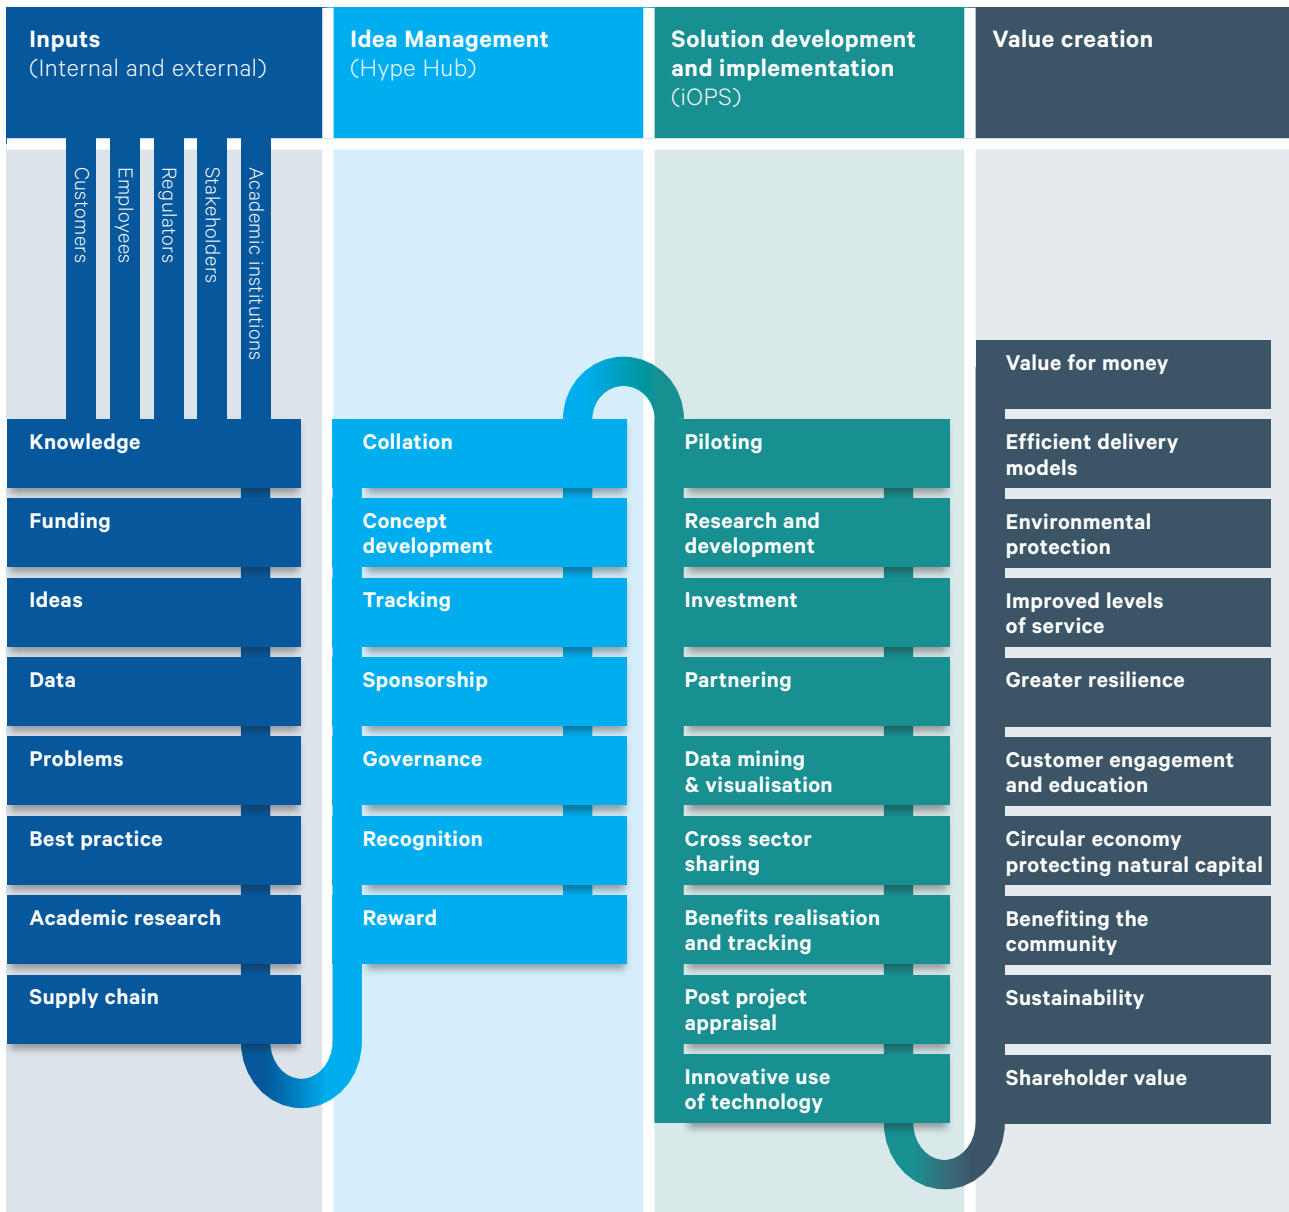 Inputs
(Internal and external)
Idea Management
(Hype Hub)
Solution development
and implementation
(iOPS)
Value creation
Customers
Employees
Regulators
Stakeholders
Academic institutions
Knowledge
Funding
Ideas
Data
Problems
Best practice
Academic research
Supply chain
Collation
Concept
development
Tracking
Sponsorship
Governance
Recognition
Reward
Piloting
Research and
development
Investment
Partnering
Data mining
& visualisation
Cross sector
sharing
Benefits realisation
and tracking
Post project
appraisal
Innovative use
of technology
Value for money
Efficient delivery
models
Environmental
protection
Improved levels
of service
Greater resilience
Customer engagement
and education
Circular economy
protecting natural capital
Benefiting the
community
Sustainability
Shareholder value